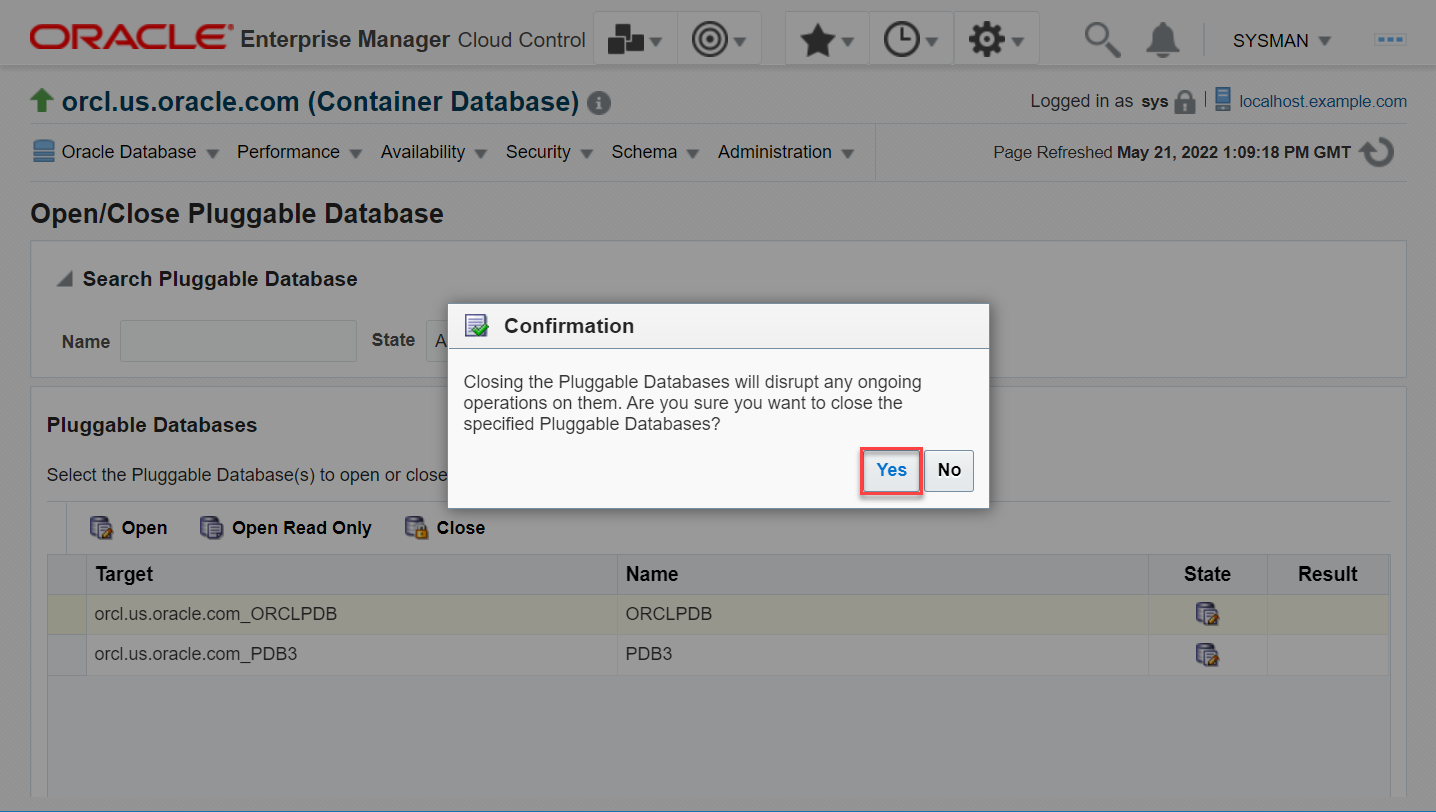 ORACLE Enterprise Manager Cloud Control SYSMAN
orcl.us.oracle.com (Container Database) Logged in as sys localhost.example.com
Oracle Database Performance Availability Security Schema Administration Page Refreshed May 21, 2022 1:09:18 PM GMT
Open/Close Pluggable Database
Search Pluggable Database
Name State A
Confirmation
Closing the Pluggable Databases will disrupt any ongoing
operations on them. Are you sure you want to close the
specified Pluggable Databases?
Yes No
Pluggable Databases
Select the Pluggable Database(s) to open or close
Open Open Read Only Close
Target Name State Result
orcl.us.oracle.com_ORCLPDB ORCLPDB
orcl.us.oracle.com_PDB3 PDB3